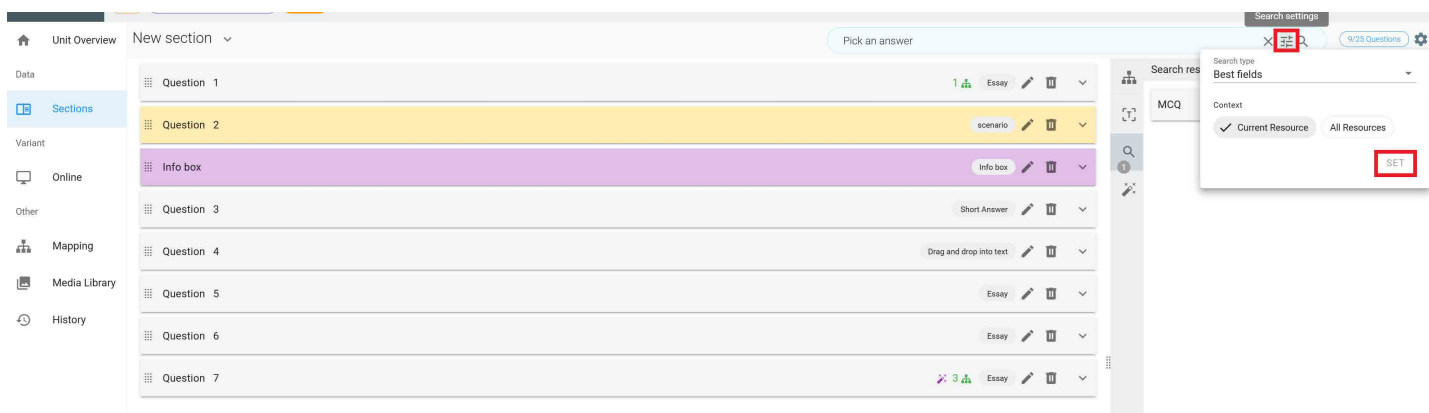 Search settings
Unit Overview
New section
Pick an answer
9/25 Questions
Data
Sections
Variant
Online
Other
Mapping
Media Library
History
Question 1
1
Essay
Question 2
scenario
Info box
Info box
Question 3
Short Answer
Question 4
Drag and drop into text
Question 5
Essay
Question 6
Essay
Question 7
3
Essay
Search res
MCQ
1
Search type
Best fields
Context
Current Resource
All Resources
SET